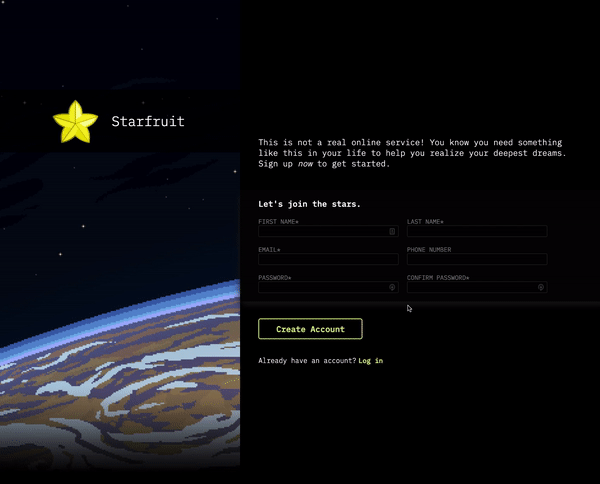 Starfruit
This is not a real online service! You know you need something
like this in your life to help you realize your deepest dreams.
Sign up now to get started.
Let's join the stars.
FIRST NAME* LAST NAME*
EMAIL* PHONE NUMBER
PASSWORD* CONFIRM PASSWORD*
Create Account
Already have an account? Log in